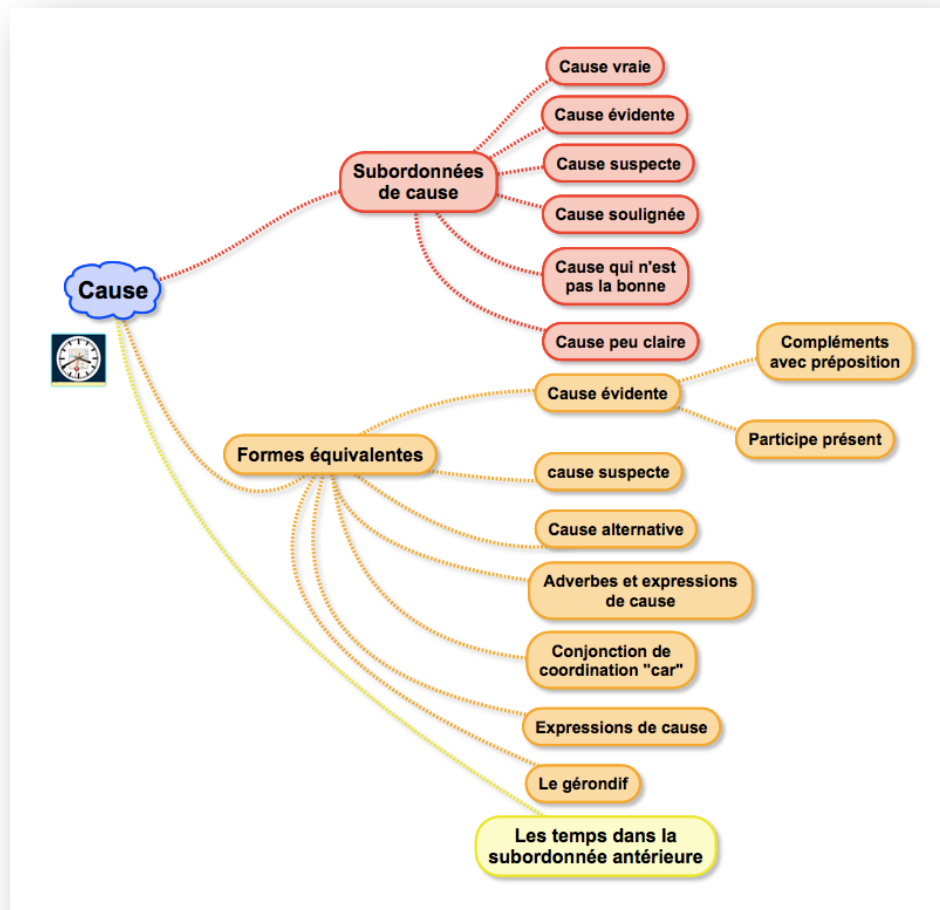 Cause vraie
Cause évidente
Cause suspecte
Subordonnées
de cause
Cause soulignée
Cause qui n'est
pas la bonne
Cause
Cause peu claire
Compléments
avec préposition
Cause évidente
Participe présent
Formes équivalentes
cause suspecte
Cause alternative
Adverbes et expressions
de cause
Conjonction de
coordination "car"
Expressions de cause
Le gérondif
Les temps dans la
subordonnée antérieure